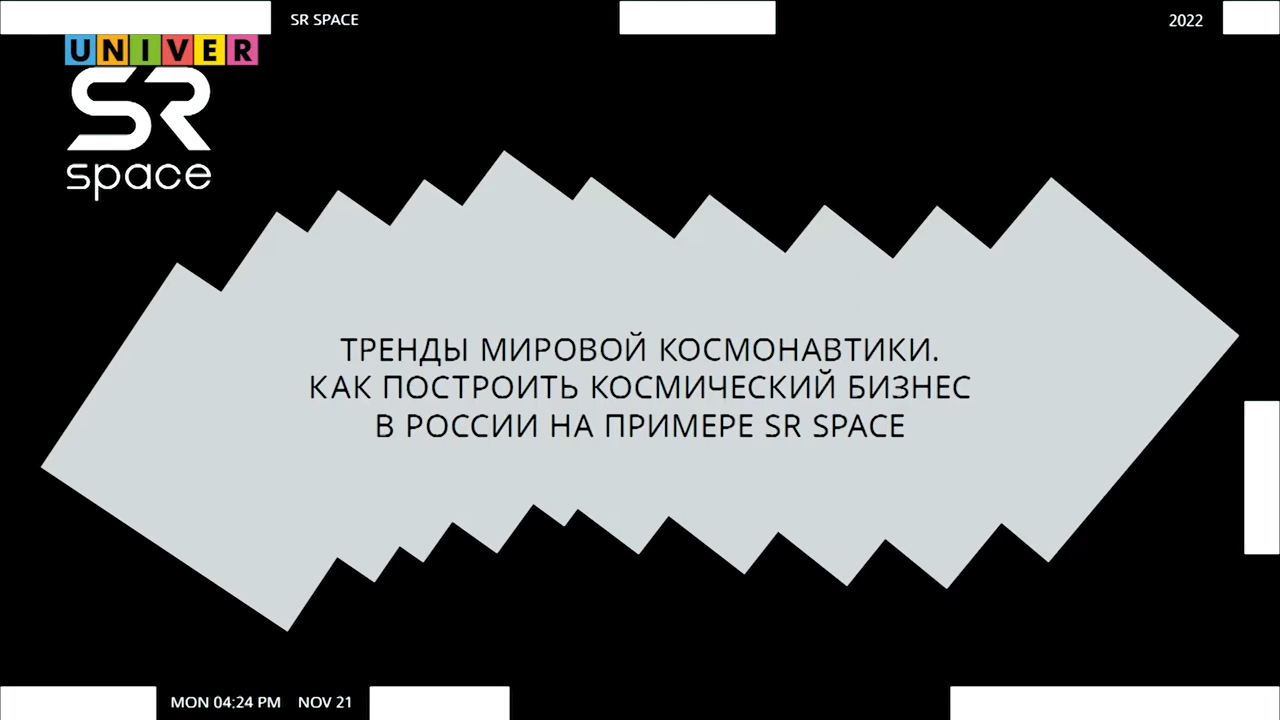 SR SPACE
2022
UNIVER
SR
space
ТРЕНДЫ МИРОВОЙ КОСМОНАВТИКИ.
КАК ПОСТРОИТЬ КОСМИЧЕСКИЙ БИЗНЕС
В РОССИИ НА ПРИМЕРЕ SR SPACE
MON 04:24 PM NOV 21